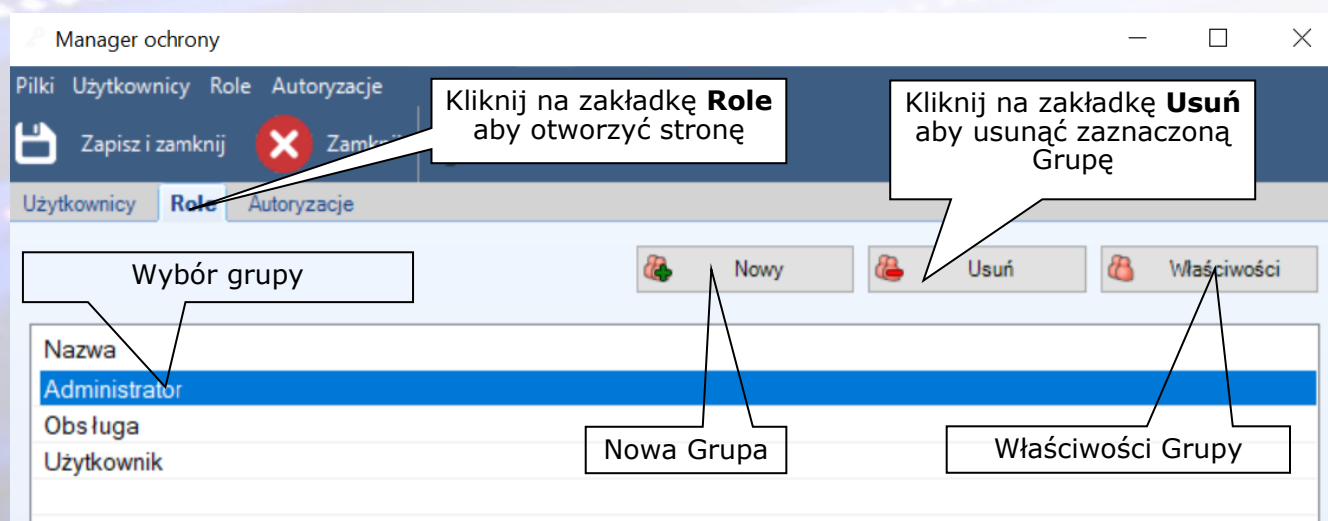 Manager ochrony
Pilki Użytkownicy Role Autoryzacje
Kliknij na zakładkę Role
aby otworzyć stronę
Kliknij na zakładkę Usuń
aby usunąć zaznaczoną
Grupę
Zapisz i zamknij
Użytkownicy Role Autoryzacje
Wybór grupy
Nowy Usuń Właściwości
Nazwa
Administrator
Obsługa
Użytkownik
Nowa Grupa
Właściwości Grupy